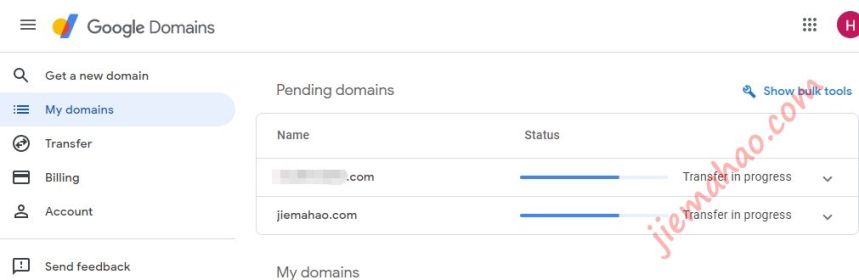 Google Domains
H
Get a new domain
My domains
Transfer
Billing
Account
Send feedback
Pending domains
Show bulk tools
Name Status
.com Transfer in progress
jiemahao.com Transfer in progress
My domains
jiemahao.com